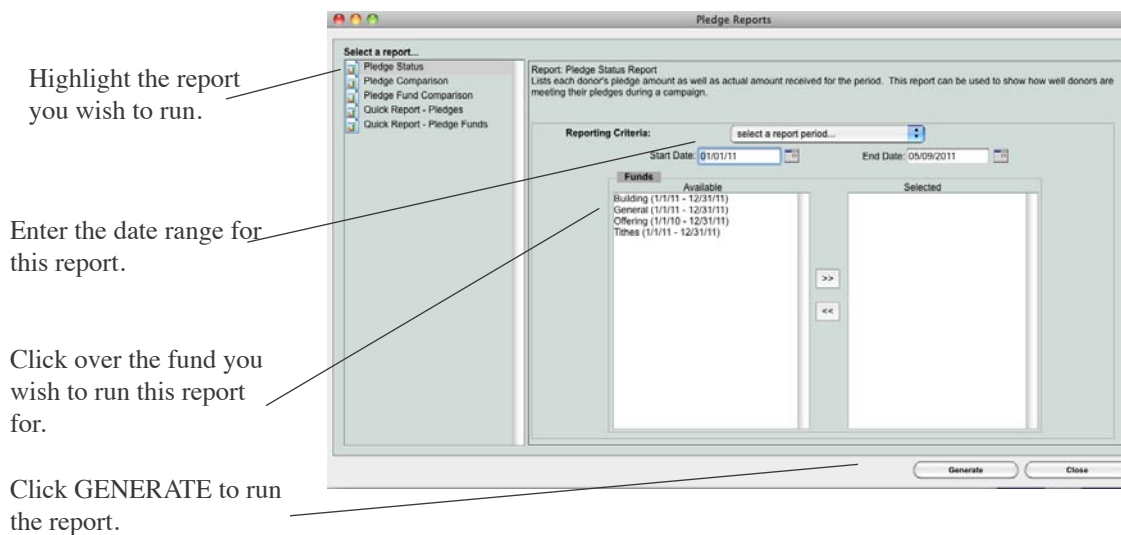 Pledge Reports
Select a report...
Pledge Status
Pledge Comparison
Pledge Fund Comparison
Quick Report - Pledges
Quick Report - Pledge Funds
Report: Pledge Status Report
Lists each donor's pledge amount as well as actual amount received for the period.  This report can be used to show how well donors are
meeting their pledges during a campaign.
Reporting Criteria:
select a report period...
Start Date: 01/01/11
End Date: 05/09/2011
Funds
Available
Selected
Building (1/1/11 - 12/31/11)
General (1/1/11 - 12/31/11)
Offering (1/1/10 - 12/31/11)
Tithes (1/1/11 - 12/31/11)
>>
<<
Generate
Close
Highlight the report
you wish to run.
Enter the date range for
this report.
Click over the fund you
wish to run this report
for.
Click GENERATE to run
the report.